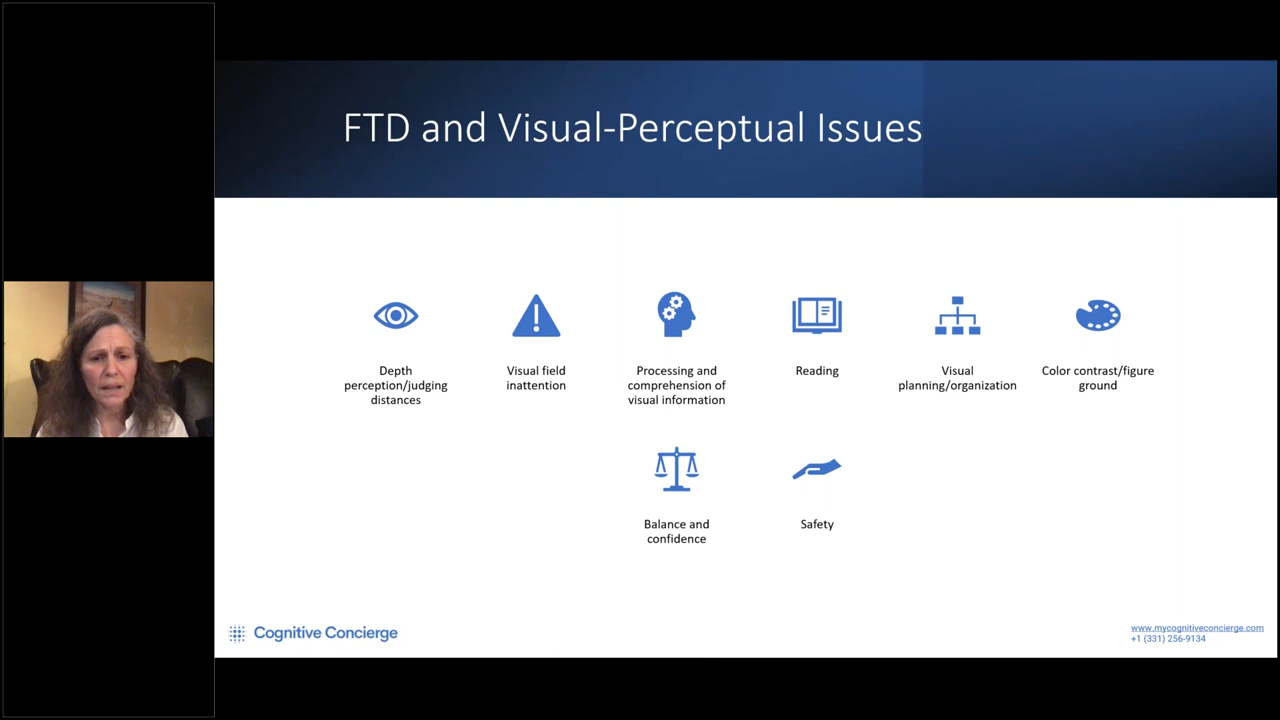 FTD and Visual-Perceptual Issues
Depth
perception/judging
distances
Visual field
inattention
Processing and
comprehension of
visual information
Reading
Visual
planning/organization
Color contrast/figure
ground
Balance and
confidence
Safety
Cognitive Concierge
www.mycognitiveconcierge.com
+1 (331) 256-9134